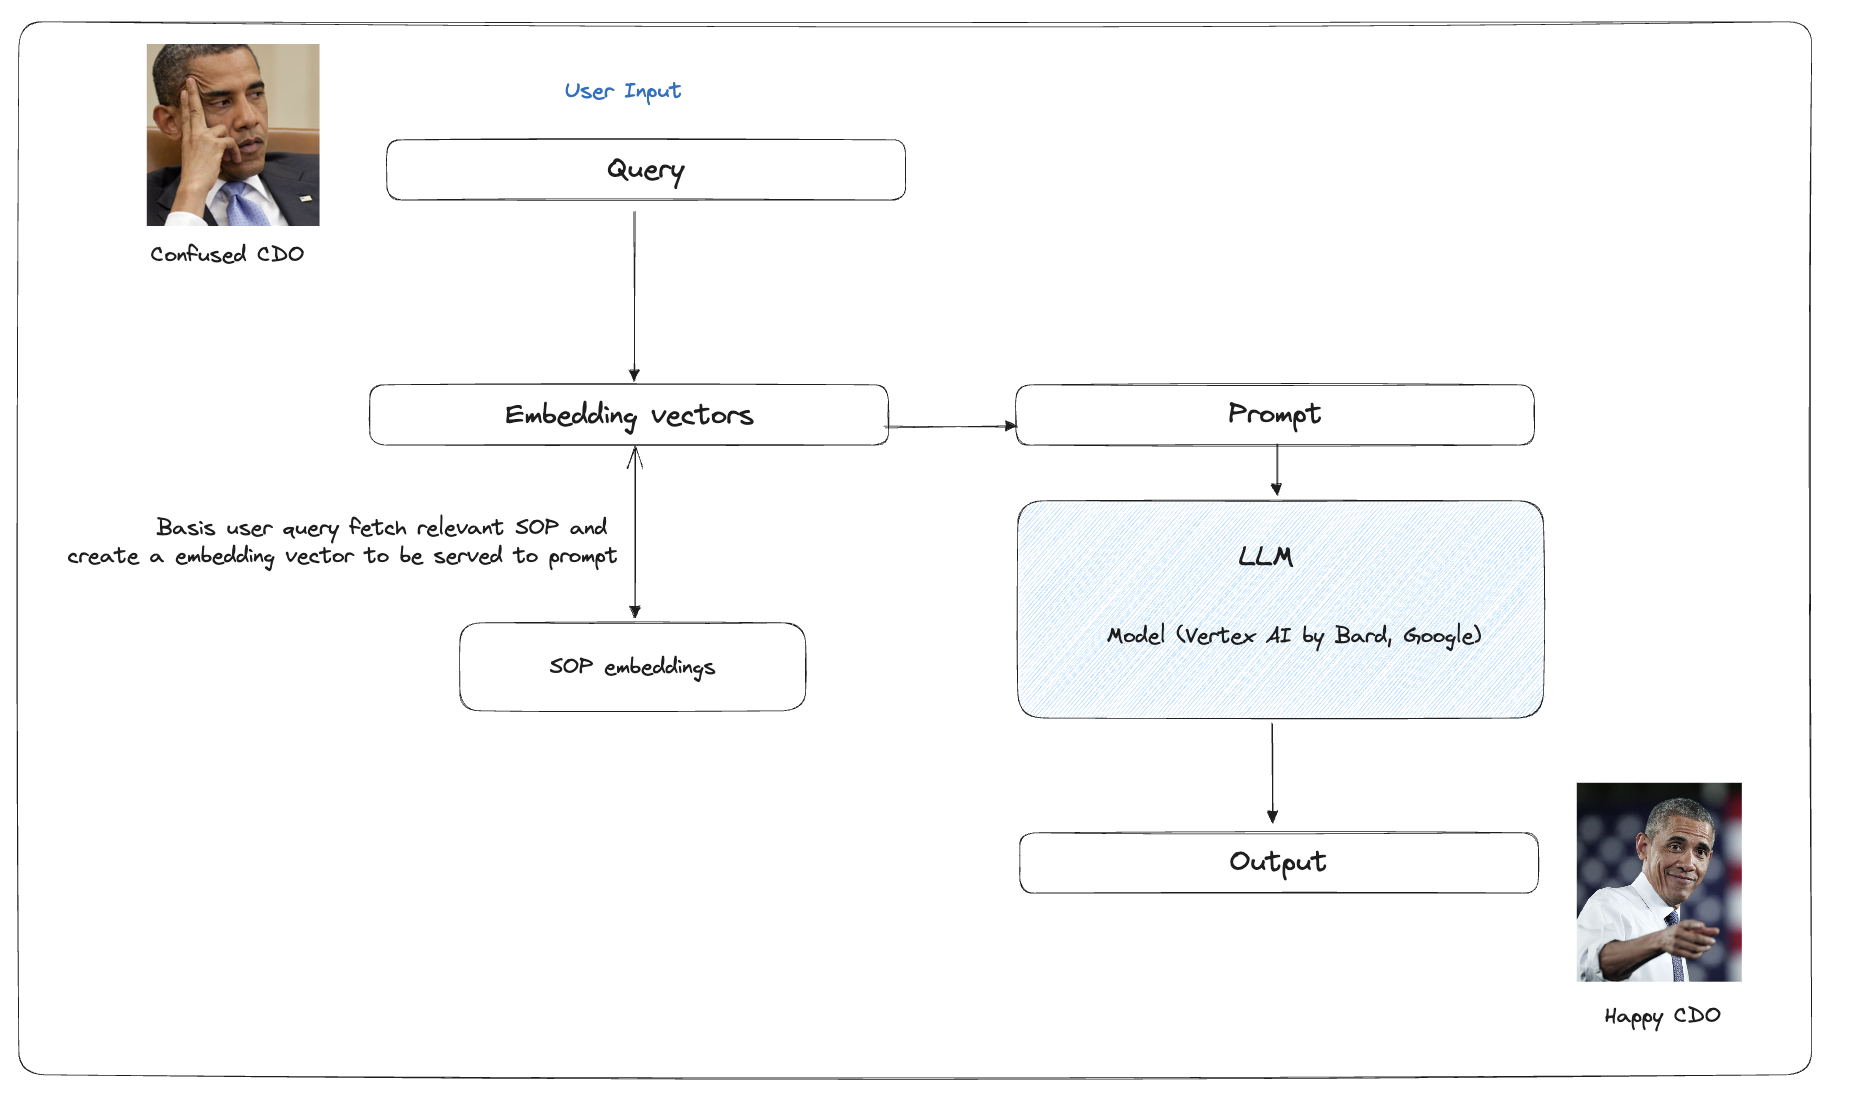 User Input
Query
Confused CDO
Embedding vectors
Prompt
Basis user query fetch relevant SOP and
create a embedding vector to be served to prompt
LLM
Model (Vertex AI by Bard, Google)
SOP embeddings
Output
Happy CDO